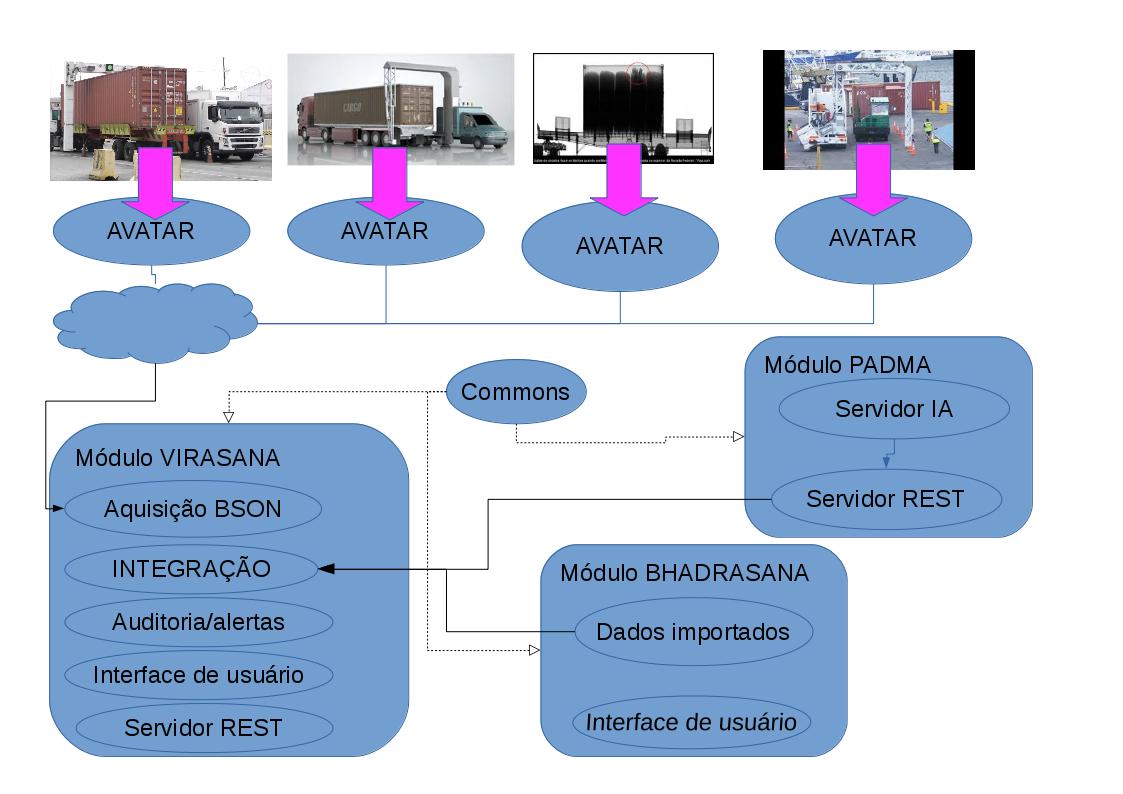 CARGO
AVATAR
AVATAR
AVATAR
AVATAR
Commons
Módulo PADMA
Servidor IA
Servidor REST
Módulo VIRASANA
Aquisição BSON
INTEGRAÇÃO
Auditoria/alertas
Interface de usuário
Servidor REST
Módulo BHADRASANA
Dados importados
Interface de usuário